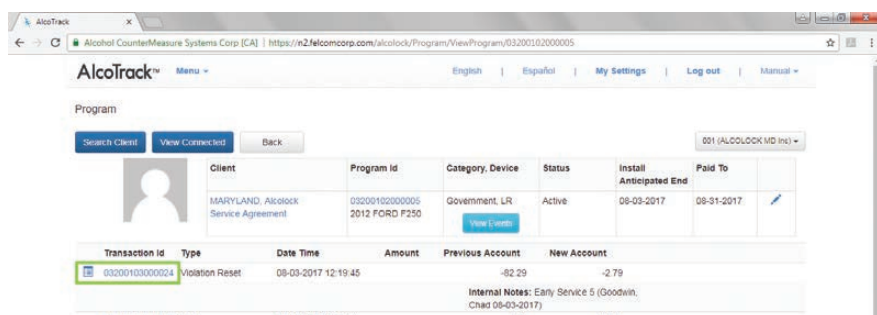 AlcoTrack
Alcohol CounterMeasure Systems Corp [CA] | https://n2.felcomcorp.com/alcolock/Program/ViewProgram/03200102000005
AlcoTrack™ Menu English | Español | My Settings | Log out | Manual
Program
Search Client View Connected Back 001 (ALCOLOCK MD Inc)
Client Program Id Category, Device Status Install Paid To
Anticipated End
MARYLAND, Alcolock 03200102000005 Government, LR Active 08-03-2017 08-31-2017
Service Agreement 2012 FORD F250
View Events
Transaction Id Type Date Time Amount Previous Account New Account
03200103000024 Violation Reset 08-03-2017 12:19:45 -82.29 -2.79
Internal Notes: Early Service 5 (Goodwin,
Chad 08-03-2017)